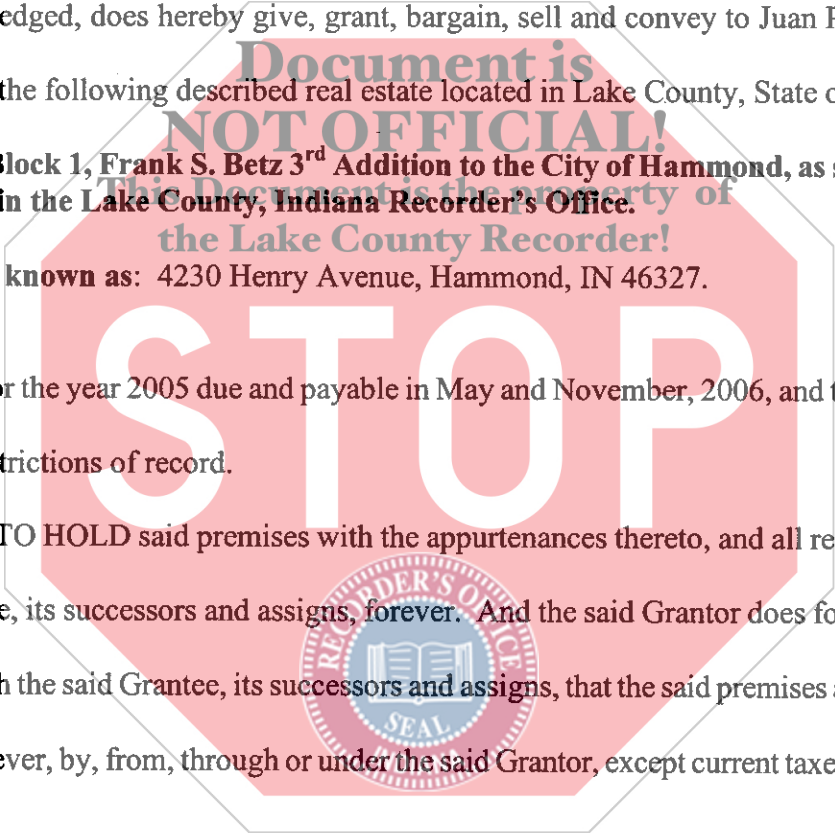 edged, does hereby give, grant, bargain, sell and convey to Juan
Document is
the following described real estate located in Lake County, State
NOT OFFICIAL!
Block 1, Frank S. Betz 3rd Addition to the City of Hammond, as
This Document is the property of
in the Lake County, Indiana Recorder's Office.
the Lake County Recorder!
known as: 4230 Henry Avenue, Hammond, IN 46327.
STOP
r the year 2005 due and payable in May and November, 2006, and
trictions of record.
TO HOLD said premises with the appurtenances thereto, and all re
e, its successors and assigns, forever. And the said Grantor does fo
RECORDER'S OFFICE
h the said Grantee, its successors and assigns, that the said premises
SEAL
INDIANA
ever, by, from, through or under the said Grantor, except current taxe